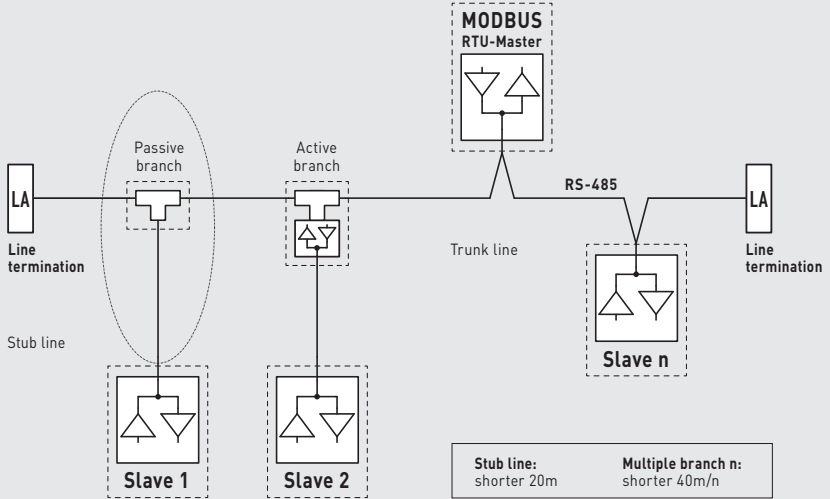 MODBUS
RTU-Master
Passive
branch
Active
branch
LA
RS-485
LA
Line
termination
Trunk line
Line
termination
Stub line
Slave n
Slave 1
Slave 2
Stub line:
shorter 20m
Multiple branch n:
shorter 40m/n